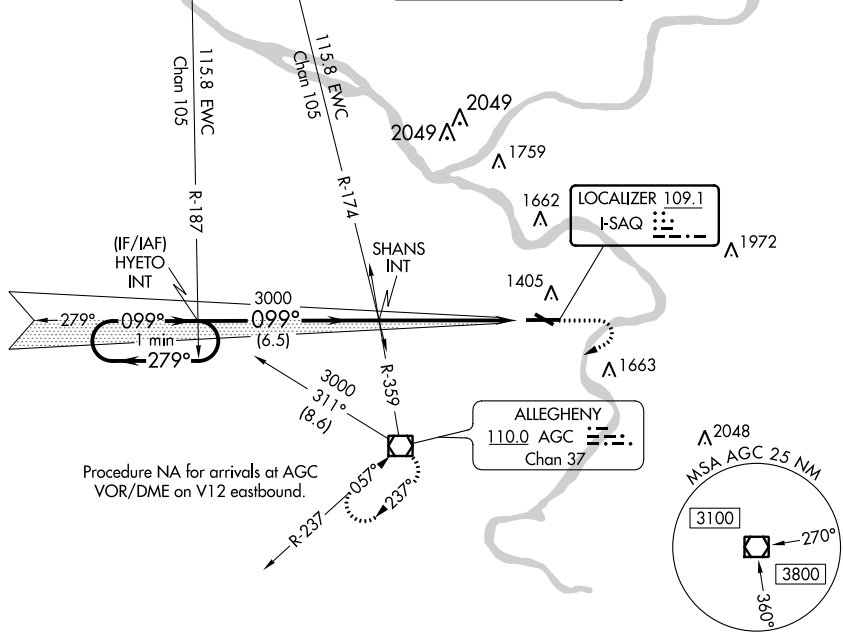 115.8 EWC
Chan 105
115.8 EWC
Chan 105
2049
2049
1759
R-187
R-174
1662
LOCALIZER 109.1
I-SAQ
1972
(IF/IAF)
HYETO
INT
SHANS
INT
1405
3000
279°
099°
099°
1 min
(6.5)
279°
R-359
1663
3000
311°
(8.6)
ALLEGHENY
110.0 AGC
Chan 37
2048
Procedure NA for arrivals at AGC
VOR/DME on V12 eastbound.
057°
237°
R-237
MSA AGC 25 NM
3100
270°
3800
360°